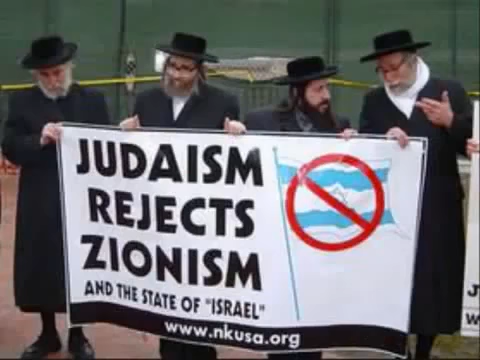 JUDAISM
REJECTS
ZIONISM
AND THE STATE OF "ISRAEL"
www.nkusa.org
J
W